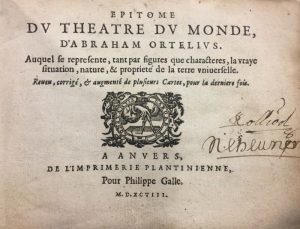 EPITOME
DV THEATRE DV MONDE,
D'ABRAHAM ORTELIVS.
Auquel se represente, tant par figures que characteres, la vraye
situation, nature, & proprieté de la terre vniuerselle.
Reueu, corrigé, & augmenté de plusieurs Cartes, pour la derniere fois.
A ANVERS,
DE L'IMPRIMERIE PLANTINIENNE,
Pour Philippe Galle.
M.D.XCIII.